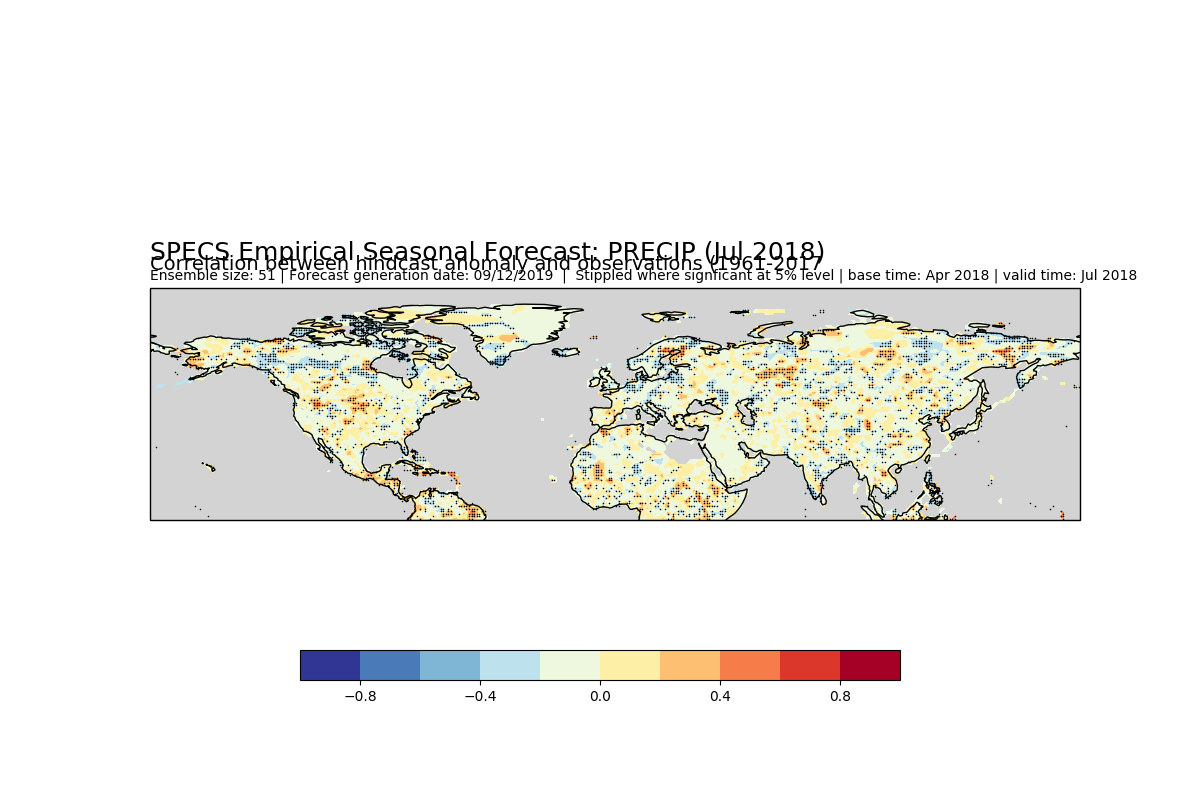 SPECS Empirical Seasonal Forecast: PRECIP (Jul 2018)
Correlation between hindcast anomaly and observations (1961-2017
Ensemble size: 51 | Forecast generation date: 09/12/2019  |  Stippled where signficant at 5% level | base time: Apr 2018 | valid time: Jul 2018
−0.8 −0.4 0.0 0.4 0.8